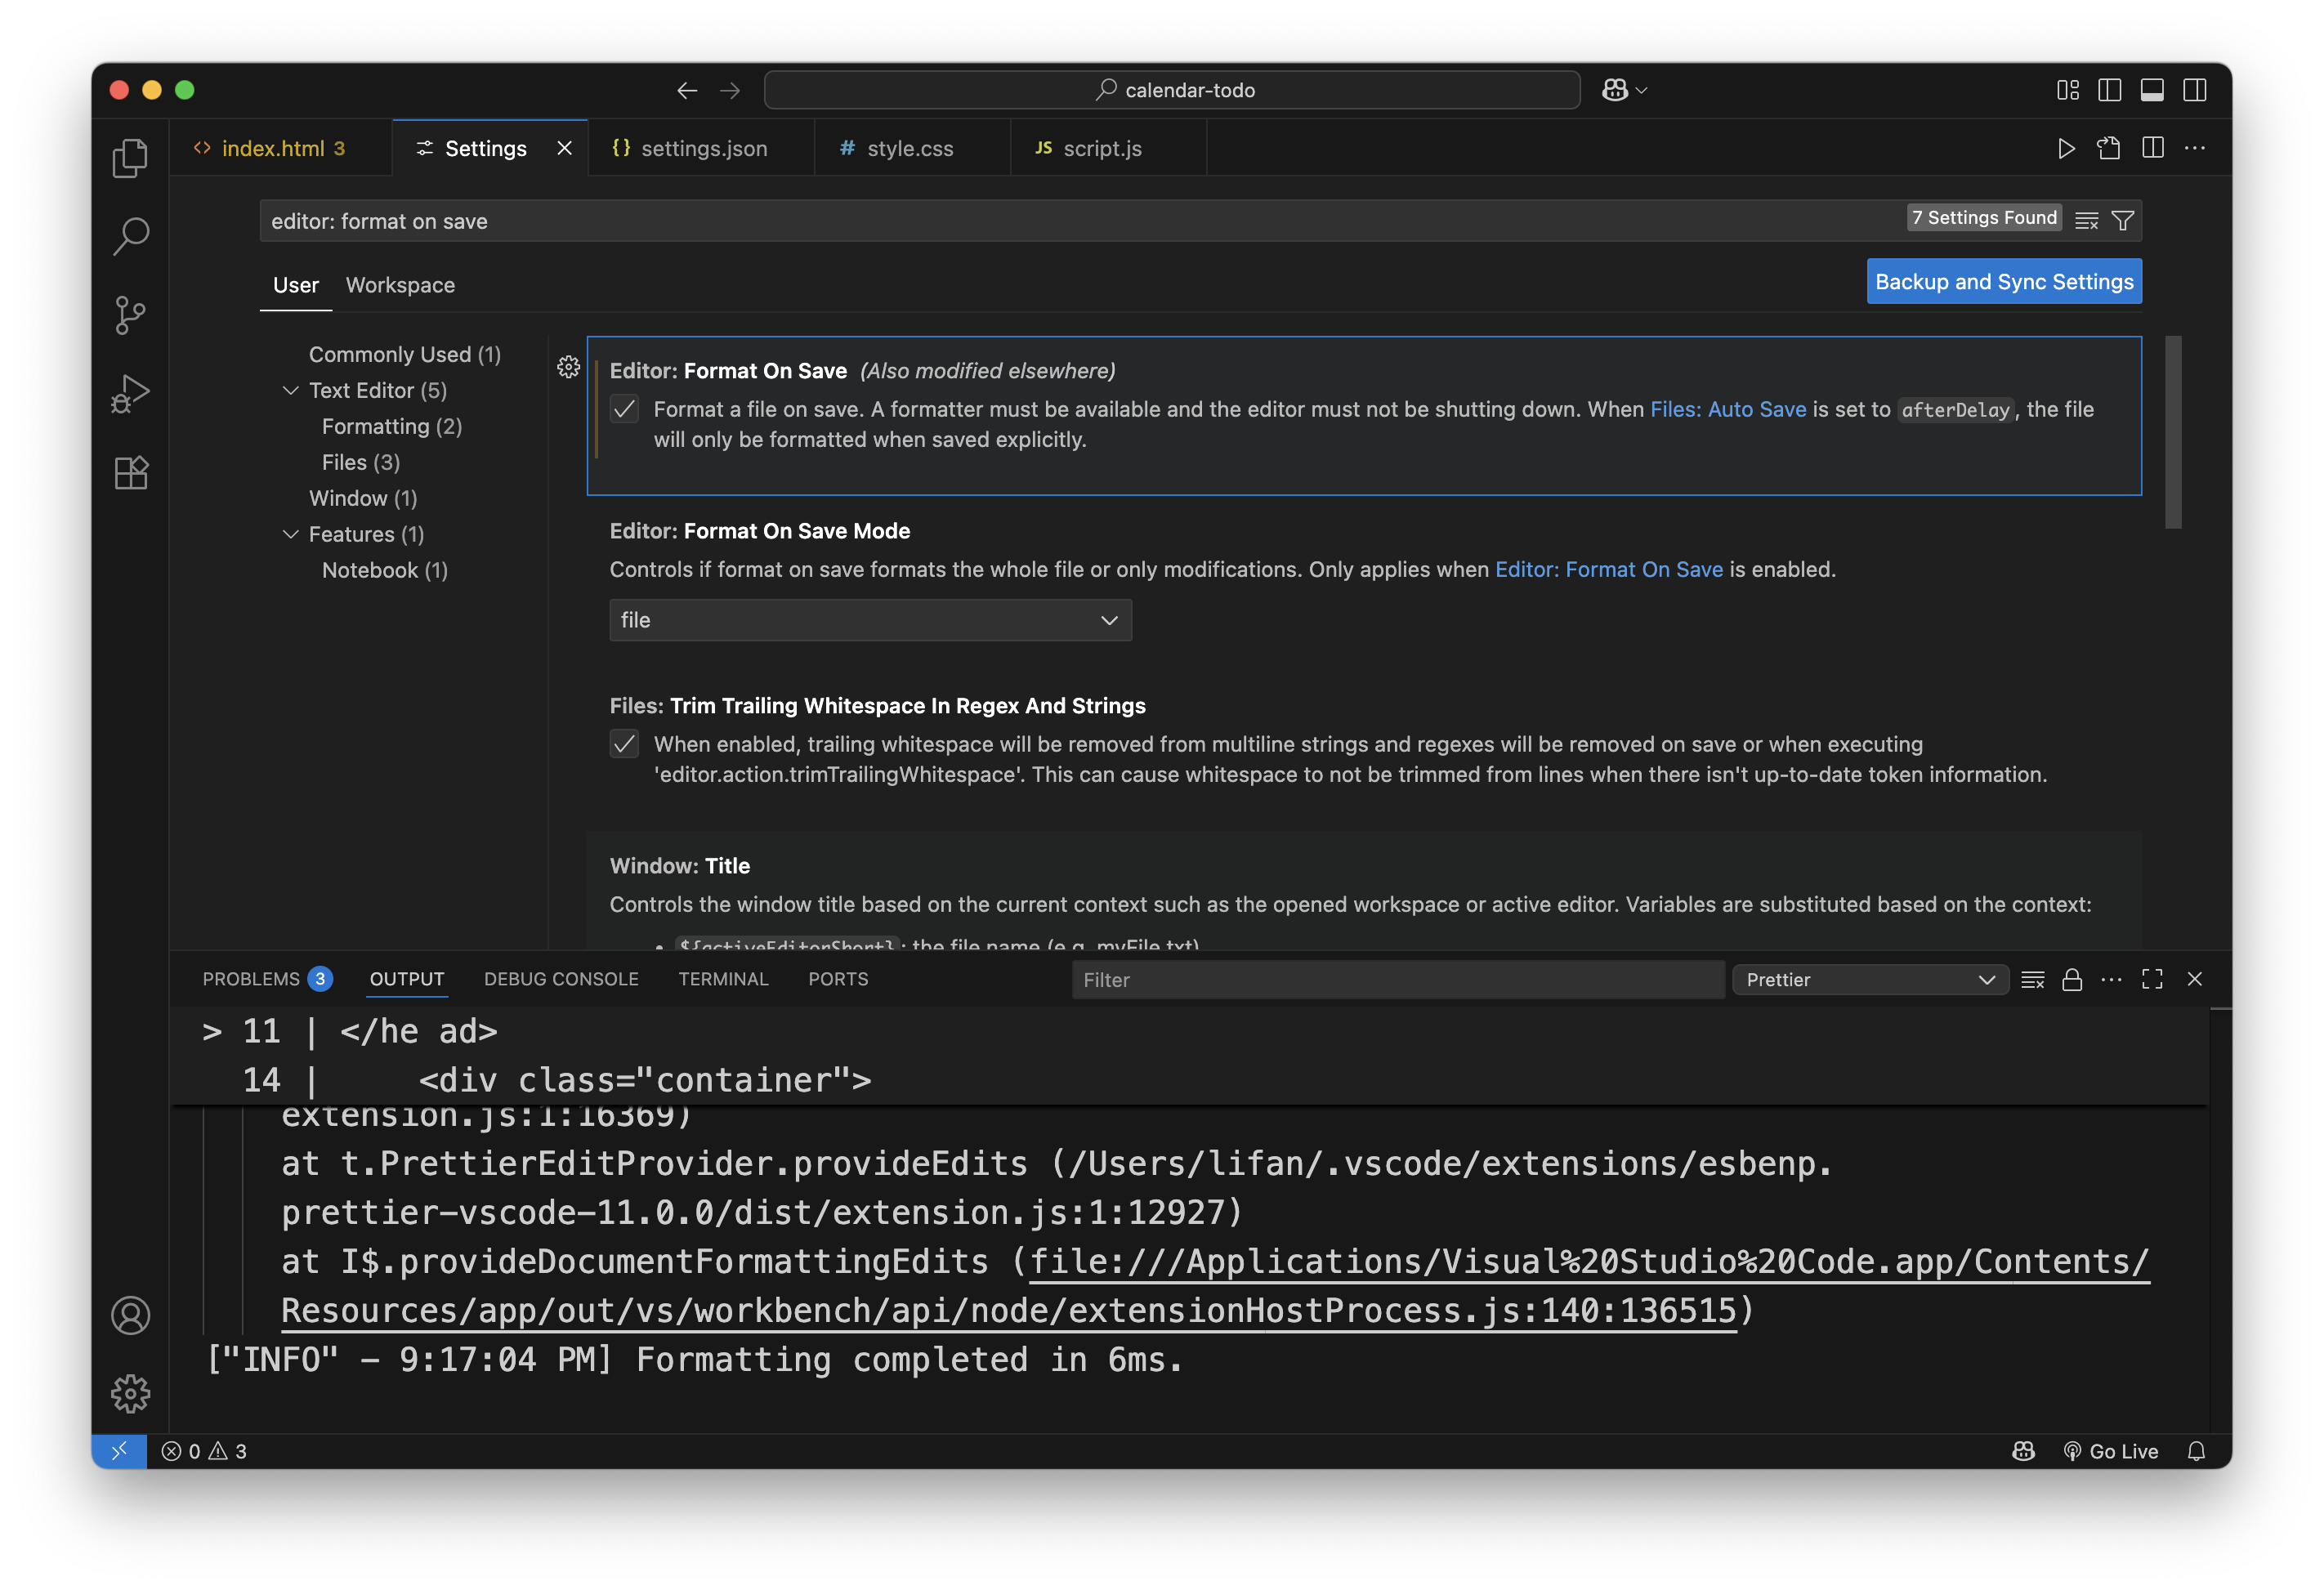 calendar-todo
index.html 3
Settings
settings.json
style.css
JS script.js
editor: format on save
7 Settings Found
User
Workspace
Backup and Sync Settings
Commonly Used (1)
Text Editor (5)
Formatting (2)
Files (3)
Window (1)
Features (1)
Notebook (1)
Editor: Format On Save (Also modified elsewhere)
Format a file on save. A formatter must be available and the editor must not be shutting down. When Files: Auto Save is set to afterDelay, the file
will only be formatted when saved explicitly.
Editor: Format On Save Mode
Controls if format on save formats the whole file or only modifications. Only applies when Editor: Format On Save is enabled.
file
Files: Trim Trailing Whitespace In Regex And Strings
When enabled, trailing whitespace will be removed from multiline strings and regexes will be removed on save or when executing
'editor.action.trimTrailingWhitespace'. This can cause whitespace to not be trimmed from lines when there isn't up-to-date token information.
Window: Title
Controls the window title based on the current context such as the opened workspace or active editor. Variables are substituted based on the context:
• ${activeEditorShort}: the file name (e.g. myFile.txt)
PROBLEMS 3
OUTPUT
DEBUG CONSOLE
TERMINAL
PORTS
Filter
Prettier
> 11 | </he ad>
14 |     <div class="container">
extension.js:1:16369)
at t.PrettierEditProvider.provideEdits (/Users/lifan/.vscode/extensions/esbenp.
prettier-vscode-11.0.0/dist/extension.js:1:12927)
at I$.provideDocumentFormattingEdits (file:///Applications/Visual%20Studio%20Code.app/Contents/
Resources/app/out/vs/workbench/api/node/extensionHostProcess.js:140:136515)
["INFO" - 9:17:04 PM] Formatting completed in 6ms.
0 3
Go Live